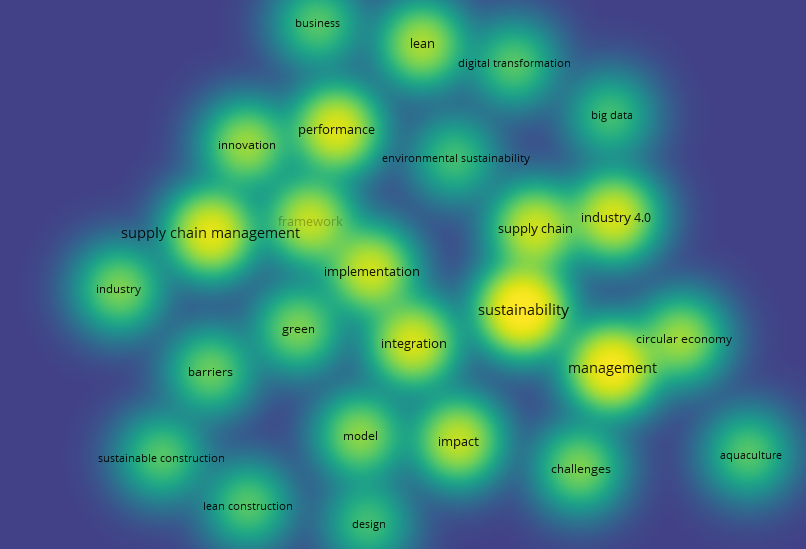 business
lean
digital transformation
big data
performance
innovation
environmental sustainability
framework
supply chain management
supply chain
industry 4.0
implementation
industry
sustainability
green
integration
circular economy
management
barriers
model
impact
sustainable construction
challenges
aquaculture
lean construction
design